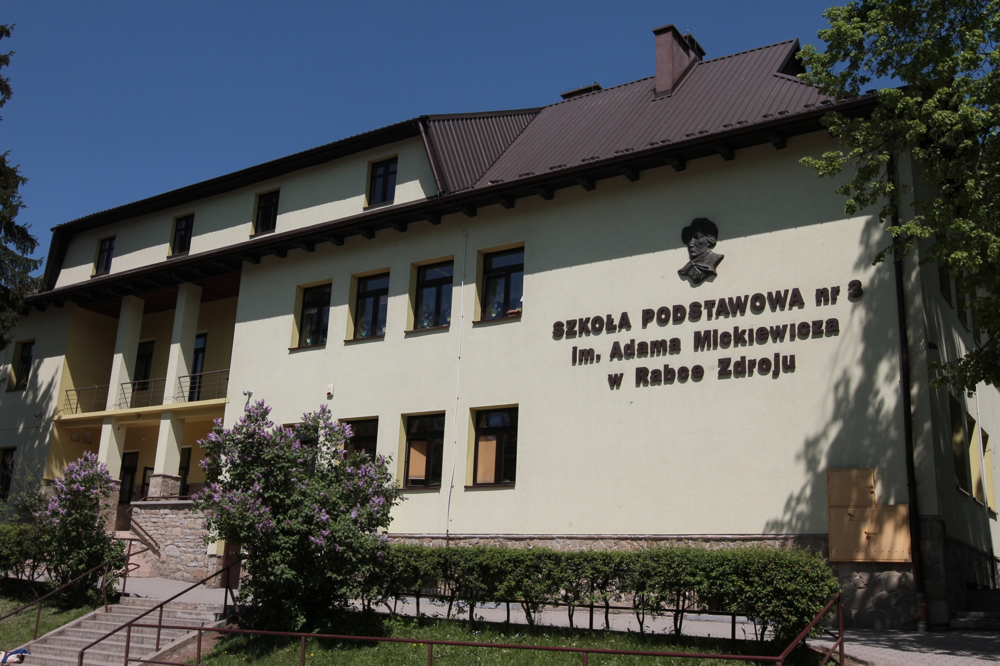 SZKOŁA PODSTAWOWA nr 3
im. Adama Mickiewicza
w Rabce Zdroju